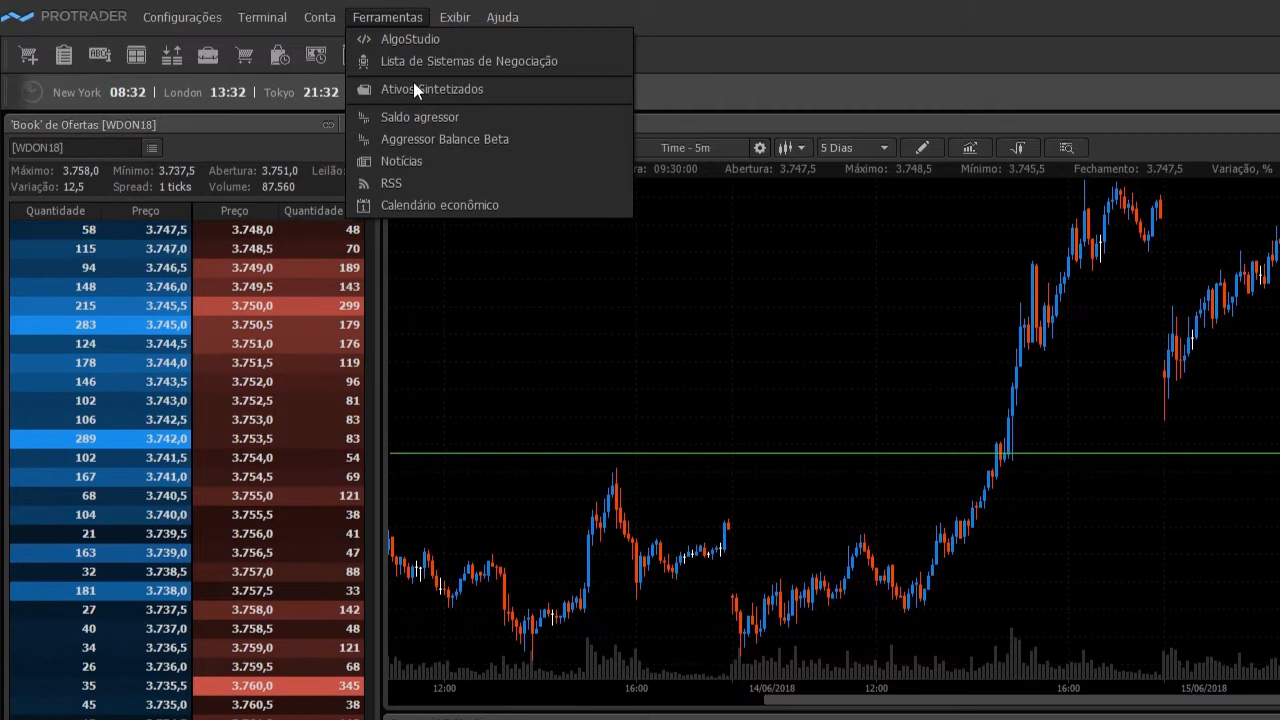 PROTRADER Configurações Terminal Conta Ferramentas Exibir Ajuda
AlgoStudio
Lista de Sistemas de Negociação
Ativos Sintetizados
Saldo agressor
Aggressor Balance Beta
Notícias
RSS
Calendário econômico
New York 08:32 London 13:32 Tokyo 21:32
'Book' de Ofertas [WDON18]
[WDON18]
Máximo: 3.758,0 Mínimo: 3.737,5 Abertura: 3.751,0 Leilão:
Variação: 12,5 Spread: 1 ticks Volume: 87.560
Time - 5m 5 Dias
09:30:00 Abertura: 3.747,5 Máximo: 3.748,5 Mínimo: 3.745,5 Fechamento: 3.747,5 Variação, %
Quantidade Preço Preço Quantidade
58 3.747,5 3.748,0 48
115 3.747,0 3.748,5 70
94 3.746,5 3.749,0 189
148 3.746,0 3.749,5 143
215 3.745,5 3.750,0 299
283 3.745,0 3.750,5 179
124 3.744,5 3.751,0 176
178 3.744,0 3.751,5 119
146 3.743,5 3.752,0 96
102 3.743,0 3.752,5 81
106 3.742,5 3.753,0 83
289 3.742,0 3.753,5 83
102 3.741,5 3.754,0 54
167 3.741,0 3.754,5 69
68 3.740,5 3.755,0 121
104 3.740,0 3.755,5 38
21 3.739,5 3.756,0 41
163 3.739,0 3.756,5 47
32 3.738,5 3.757,0 88
181 3.738,0 3.757,5 33
27 3.737,5 3.758,0 142
40 3.737,0 3.758,5 48
34 3.736,5 3.759,0 121
26 3.736,0 3.759,5 68
35 3.735,5 3.760,0 345
45 3.735,0 3.760,5 38
12:00 16:00 14/06/2018 12:00 16:00 15/06/2018